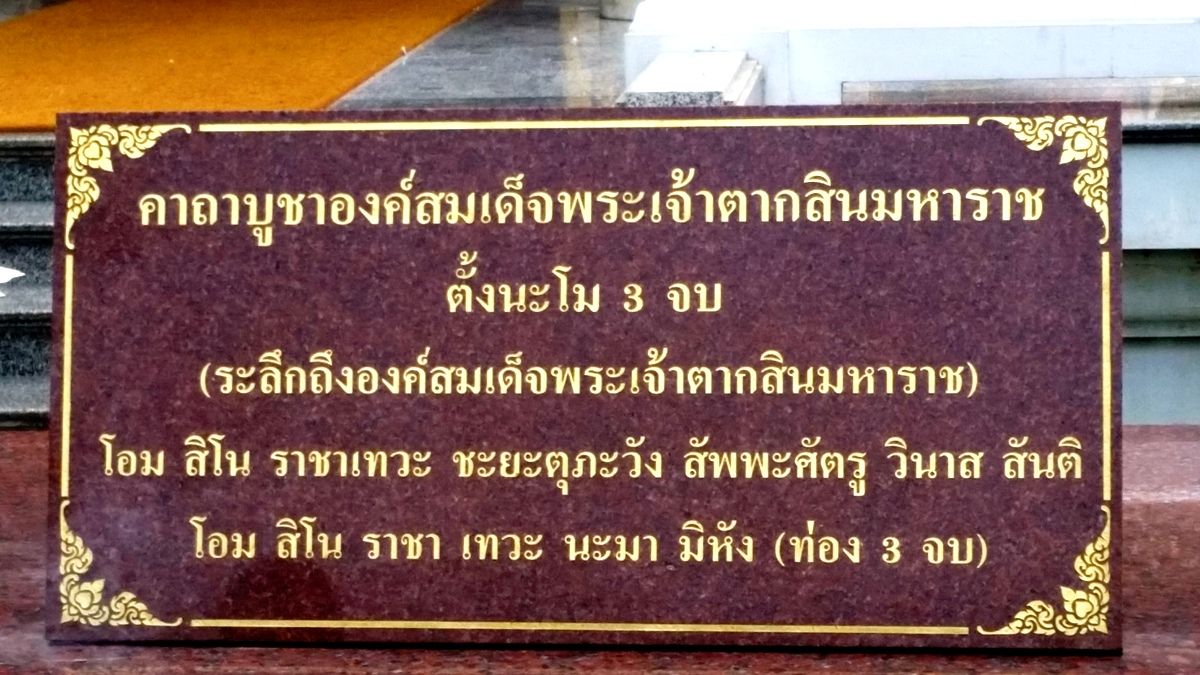 คาถาบูชาองค์สมเด็จพระเจ้าตากสินมหาราช
ตั้งนะโม 3 จบ
(ระลึกถึงองค์สมเด็จพระเจ้าตากสินมหาราช)
โอม สิโน ราชาเทวะ ชะยะตุภะวัง สัพพะศัตรู วินาส สันติ
โอม สิโน ราชา เทวะ นะมา มิหัง (ท่อง 3 จบ)